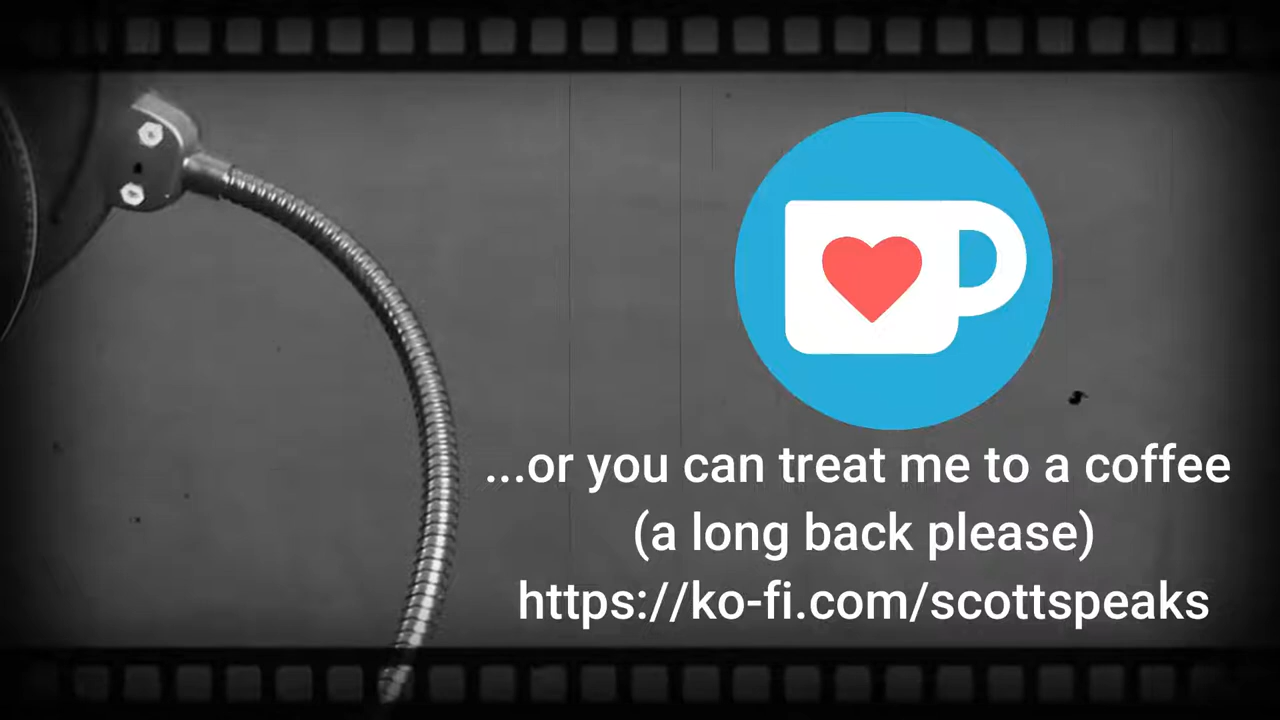 ...or you can treat me to a coffee
(a long back please)
https://ko-fi.com/scottspeaks